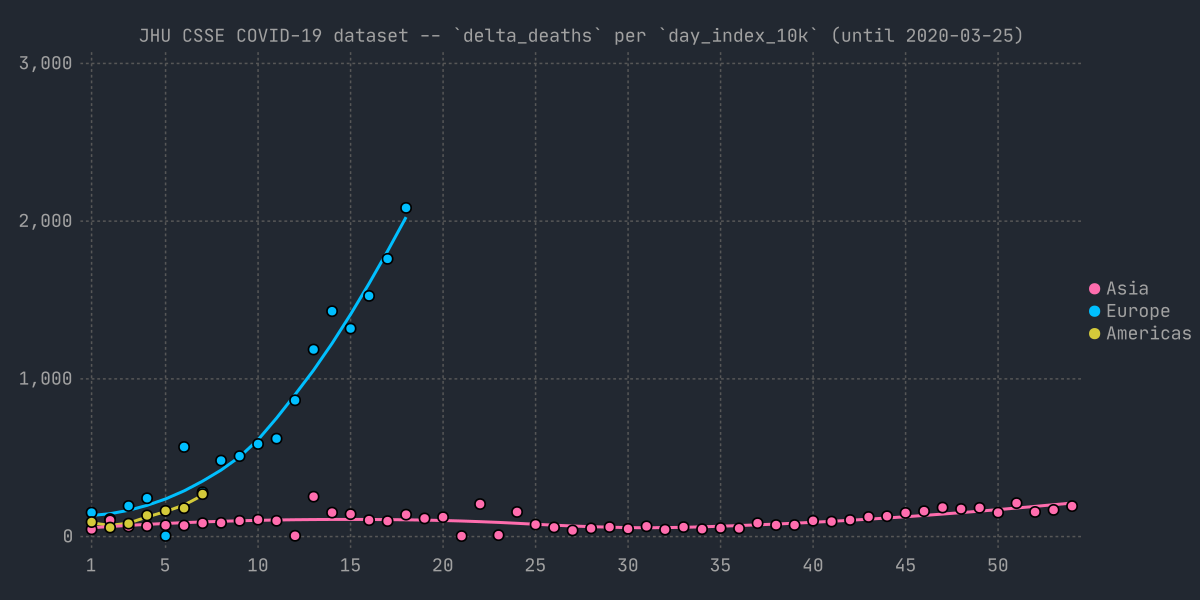 JHU CSSE COVID-19 dataset -- `delta_deaths` per `day_index_10k` (until 2020-03-25)
3,000
2,000
1,000
0
1 5 10 15 20 25 30 35 40 45 50
Asia
Europe
Americas